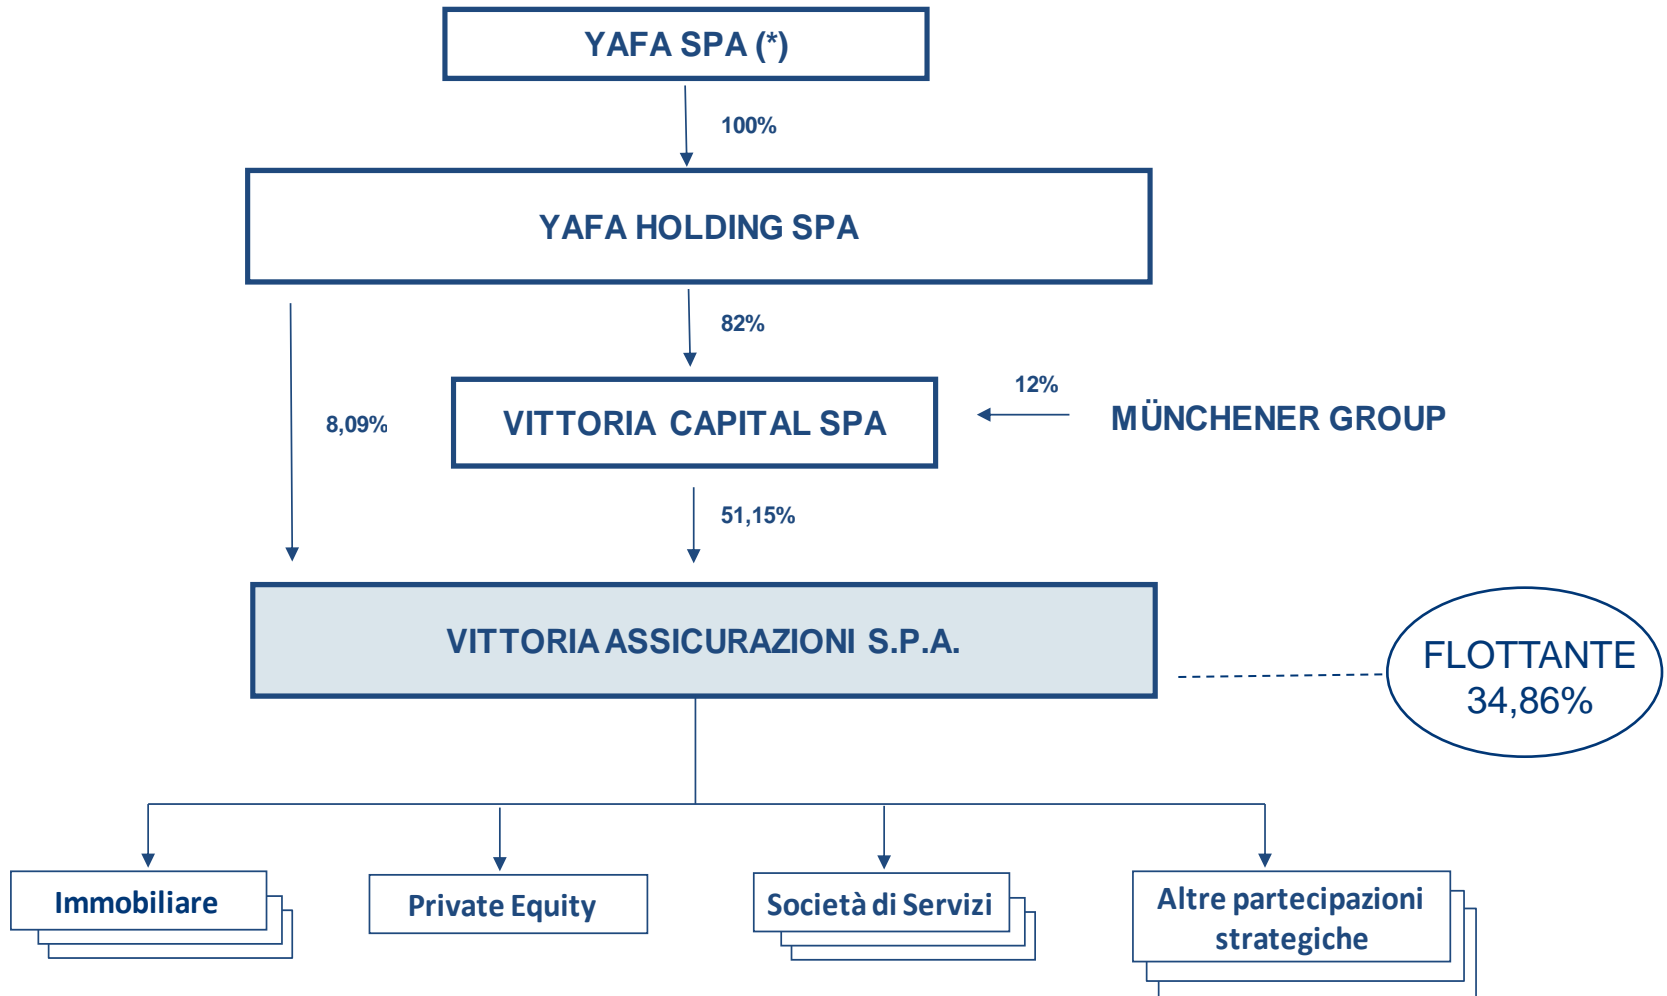 YAFA SPA (*)
100%
YAFA HOLDING SPA
82%
12%
8,09%
VITTORIA CAPITAL SPA
MÜNCHENER GROUP
51,15%
VITTORIA ASSICURAZIONI S.P.A.
FLOTTANTE
34,86%
Immobiliare
Private Equity
Società di Servizi
Altre partecipazioni
strategiche